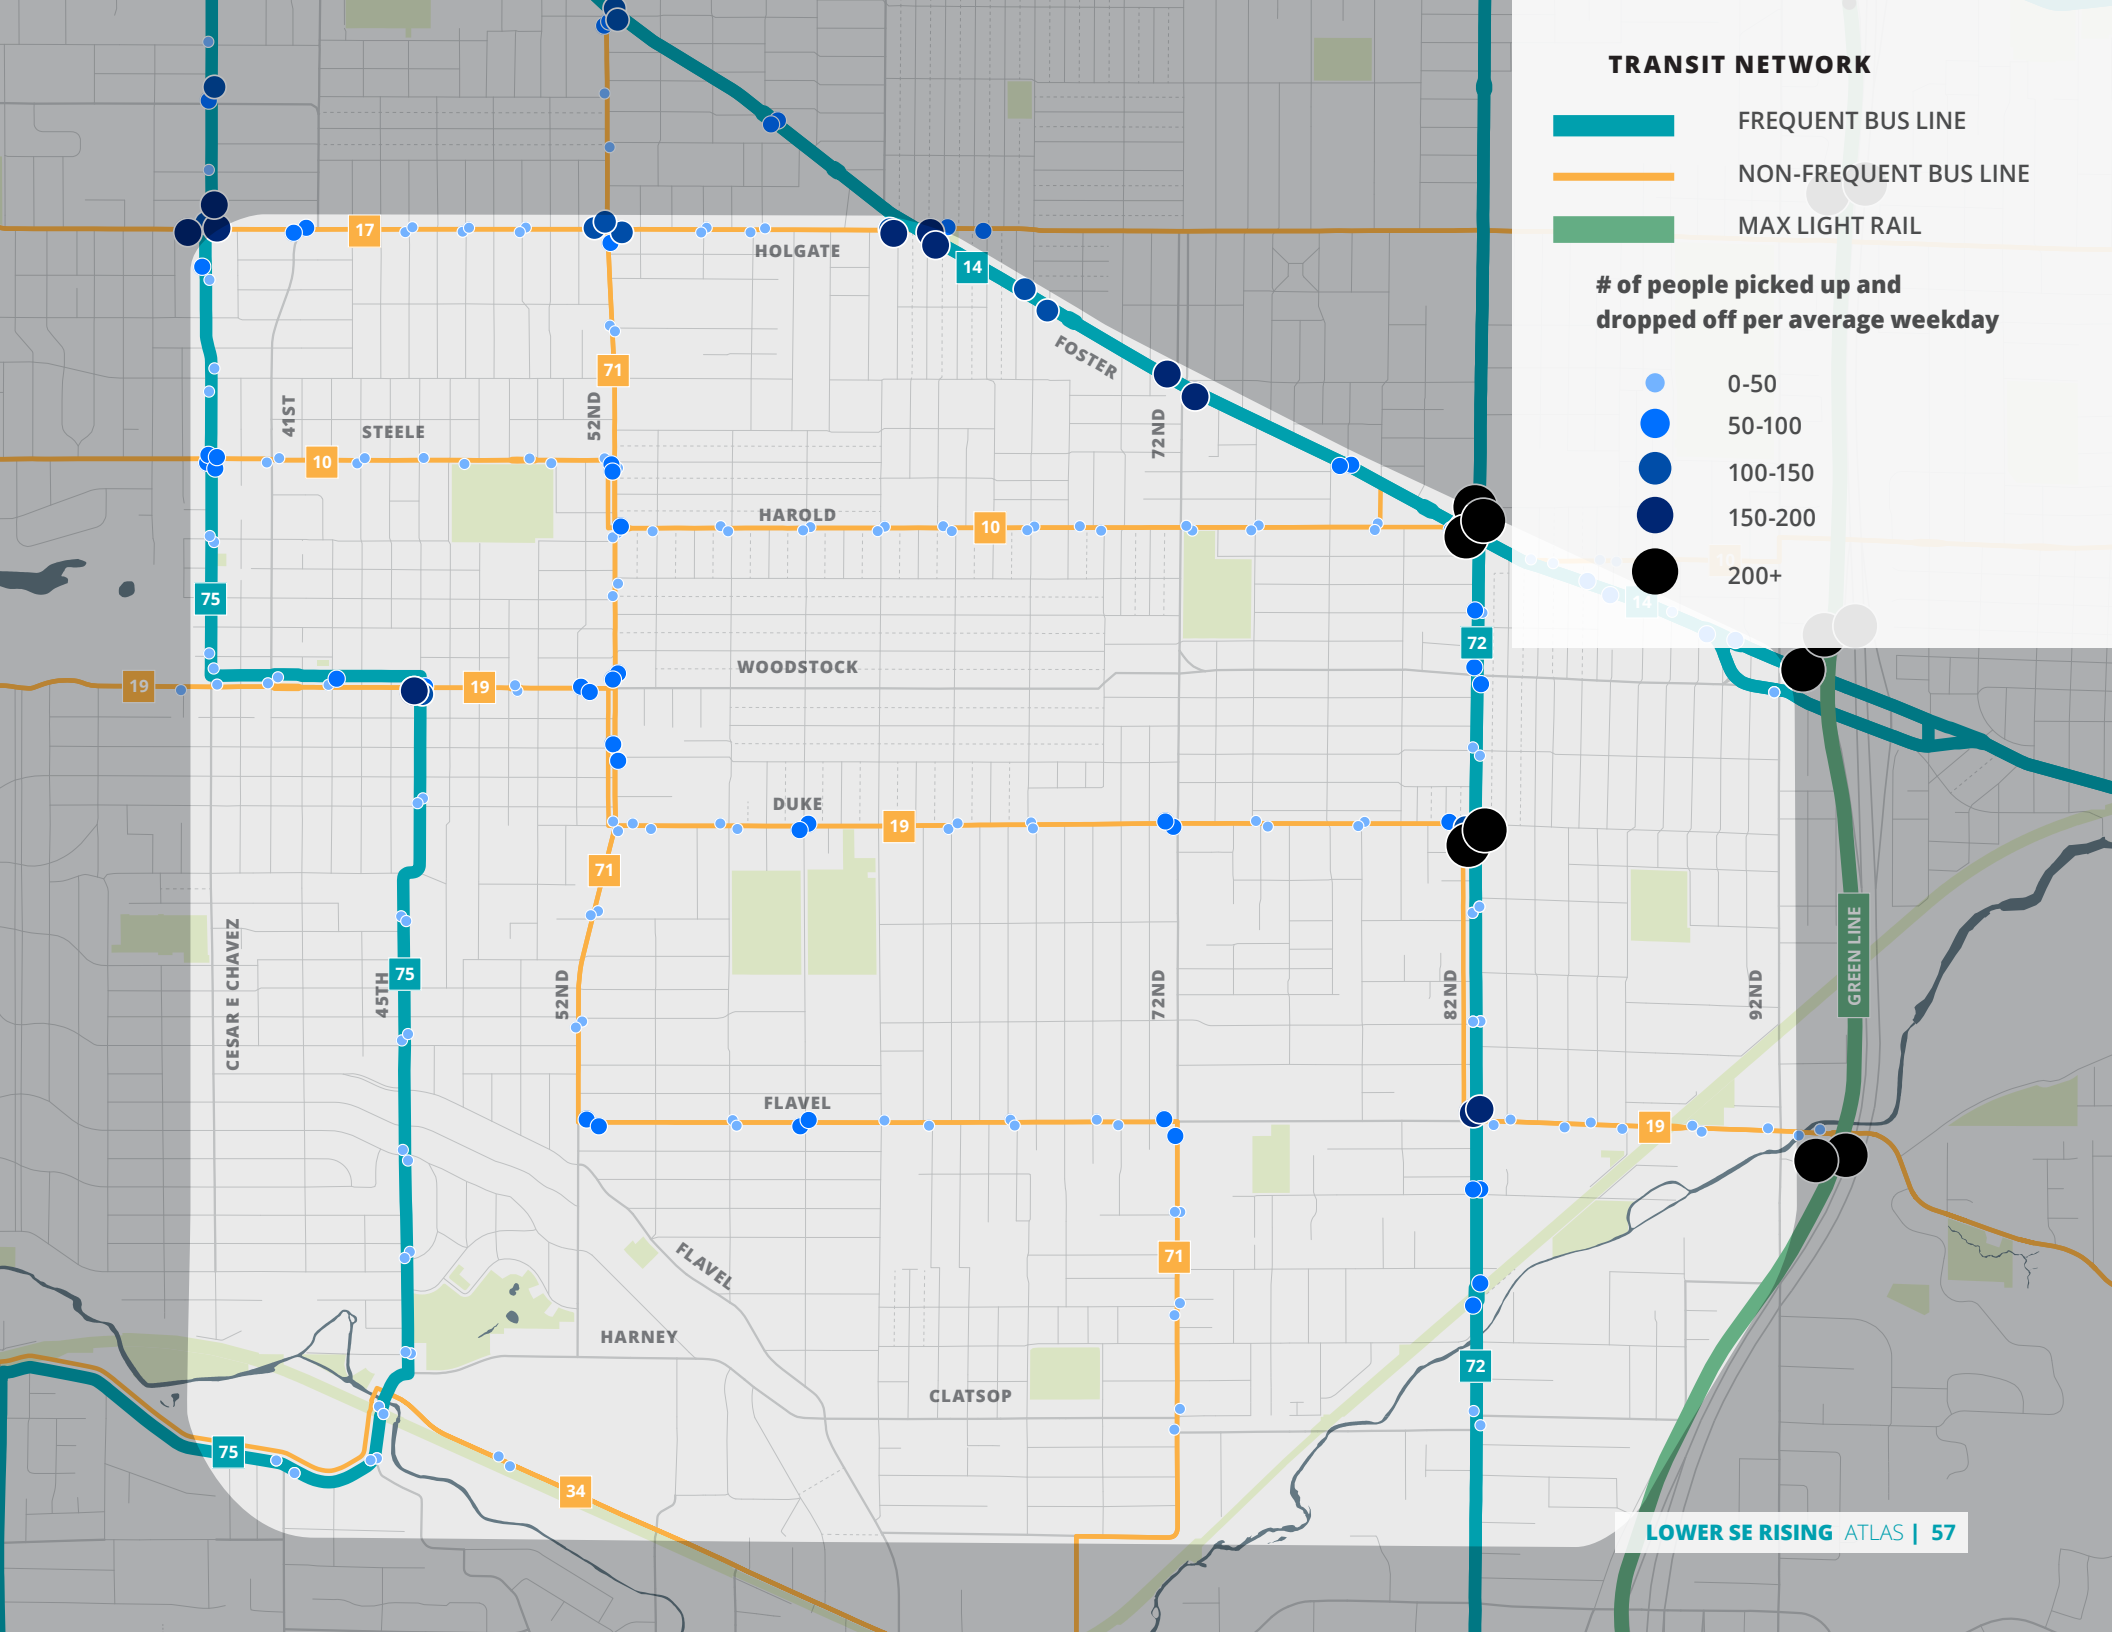 TRANSIT NETWORK
FREQUENT BUS LINE
NON-FREQUENT BUS LINE
MAX LIGHT RAIL
# of people picked up and
dropped off per average weekday
0-50
50-100
100-150
150-200
200+
17
HOLGATE
14
FOSTER
71
52ND
41ST
STEELE
72ND
10
HAROLD
10
10
14
75
72
WOODSTOCK
19
19
DUKE
19
71
GREEN LINE
CESAR E CHAVEZ
45TH
75
52ND
72ND
82ND
92ND
FLAVEL
19
FLAVEL
71
HARNEY
72
CLATSOP
75
34
LOWER SE RISING ATLAS | 57